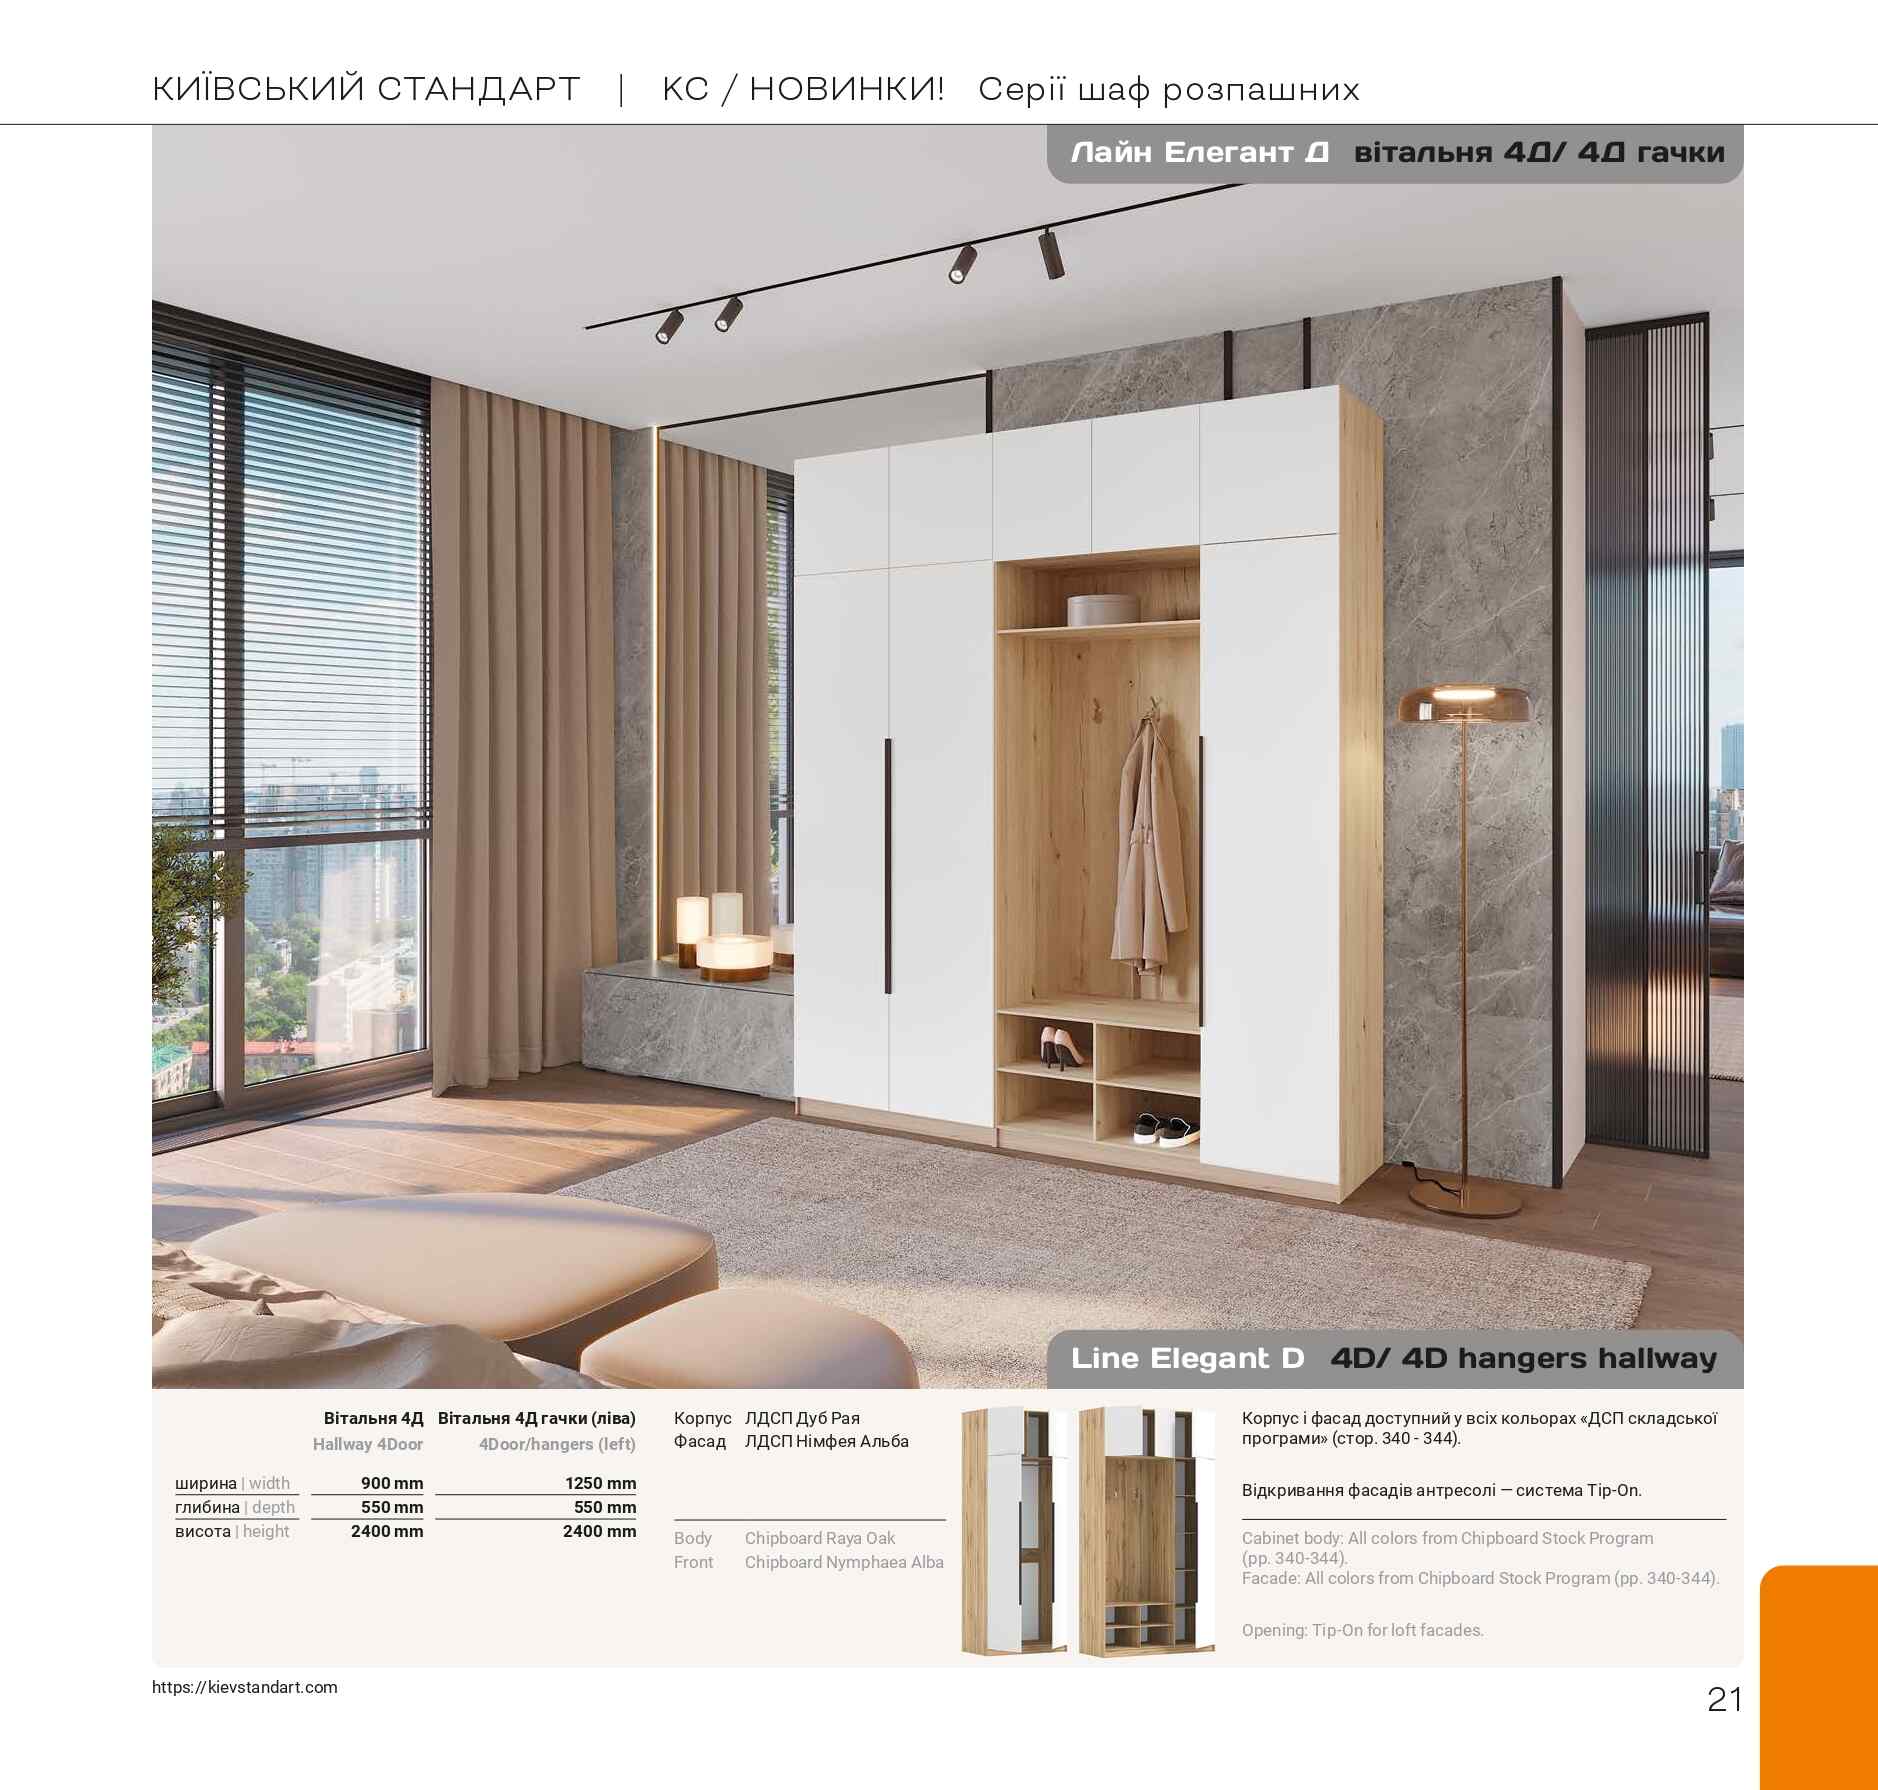 КИЇВСЬКИЙ СТАНДАРТ | КС / НОВИНКИ! Серії шаф розпашних
Лайн Елегант Д вітальня 4Д/ 4Д гачки
Line Elegant D 4D/ 4D hangers hallway
Вітальня 4Д Вітальня 4Д гачки (ліва)
Hallway 4Door 4Door/hangers (left)
ширина | width 900 mm 1250 mm
глибина | depth 550 mm 550 mm
висота | height 2400 mm 2400 mm
Корпус ЛДСП Дуб Рая
Фасад ЛДСП Німфея Альба
Body Chipboard Raya Oak
Front Chipboard Nymphaea Alba
Корпус і фасад доступний у всіх кольорах «ДСП складської
програми» (стор. 340 - 344).
Відкривання фасадів антресолі — система Tip-On.
Cabinet body: All colors from Chipboard Stock Program
(pp. 340-344).
Facade: All colors from Chipboard Stock Program (pp. 340-344).
Opening: Tip-On for loft facades.
https://kievstandart.com
21